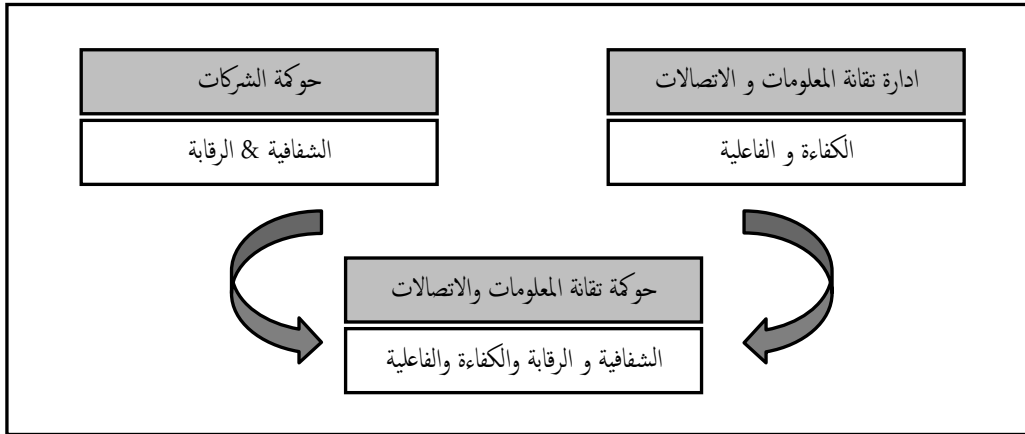 ادارة تقانة المعلومات و الاتصالات
الكفاءة و الفاعلية
حوكمة الشركات
الشفافية & الرقابة
حوكمة تقانة المعلومات والاتصالات
الشفافية و الرقابة والكفاءة والفاعلية